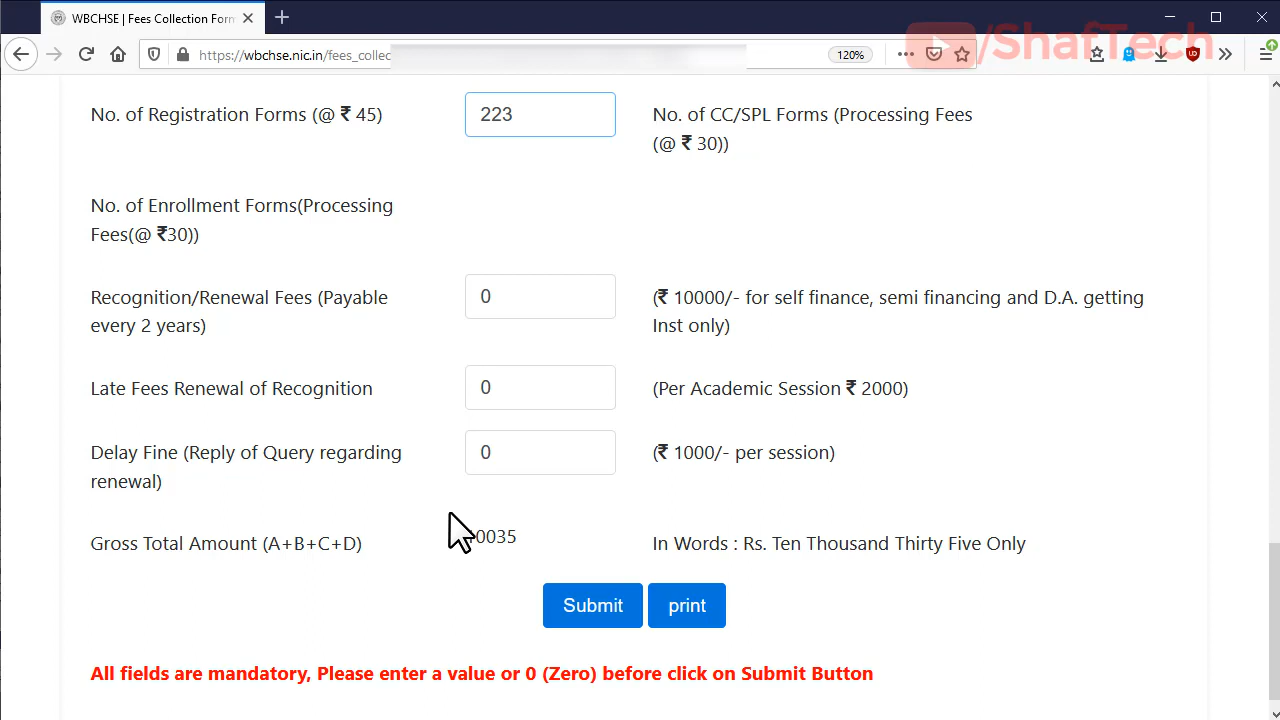 WBCHSE | Fees Collection Form
/ShafTech
https://wbchse.nic.in/fees_collec
120%
No. of Registration Forms (@ ₹ 45)
223
No. of CC/SPL Forms (Processing Fees
(@ ₹ 30))
No. of Enrollment Forms(Processing
Fees(@ ₹30))
Recognition/Renewal Fees (Payable
every 2 years)
0
(₹ 10000/- for self finance, semi financing and D.A. getting
Inst only)
Late Fees Renewal of Recognition
0
(Per Academic Session ₹ 2000)
Delay Fine (Reply of Query regarding
renewal)
0
(₹ 1000/- per session)
Gross Total Amount (A+B+C+D)
10035
In Words : Rs. Ten Thousand Thirty Five Only
Submit
print
All fields are mandatory, Please enter a value or 0 (Zero) before click on Submit Button